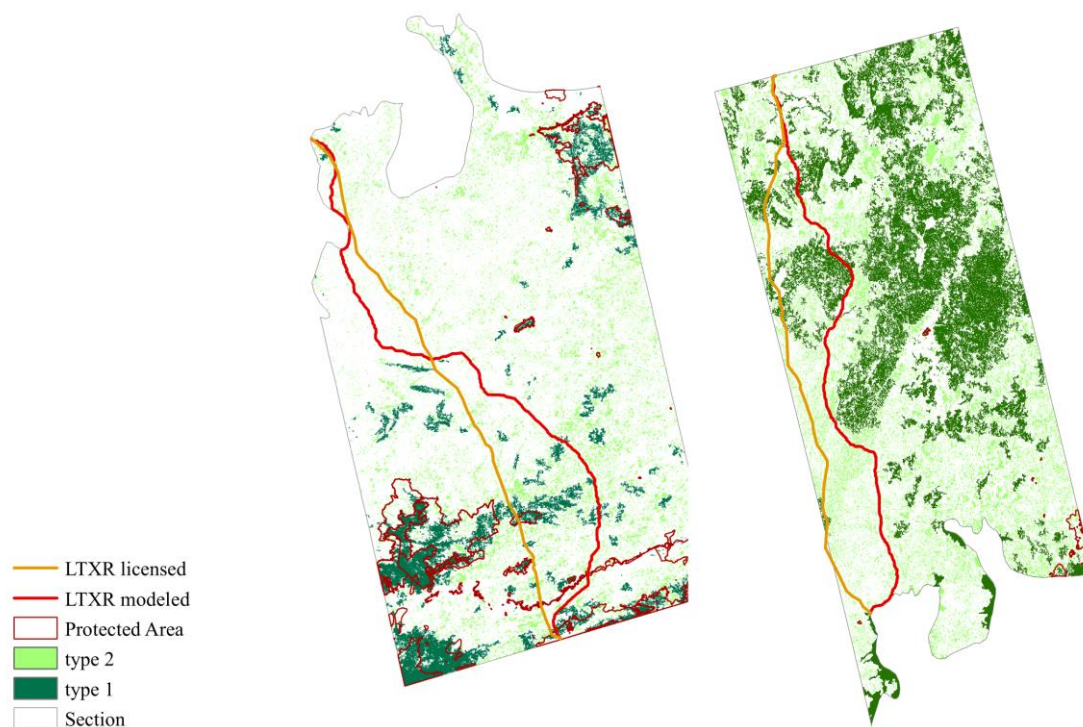 LTXR licensed
LTXR modeled
Protected Area
type 2
type 1
Section